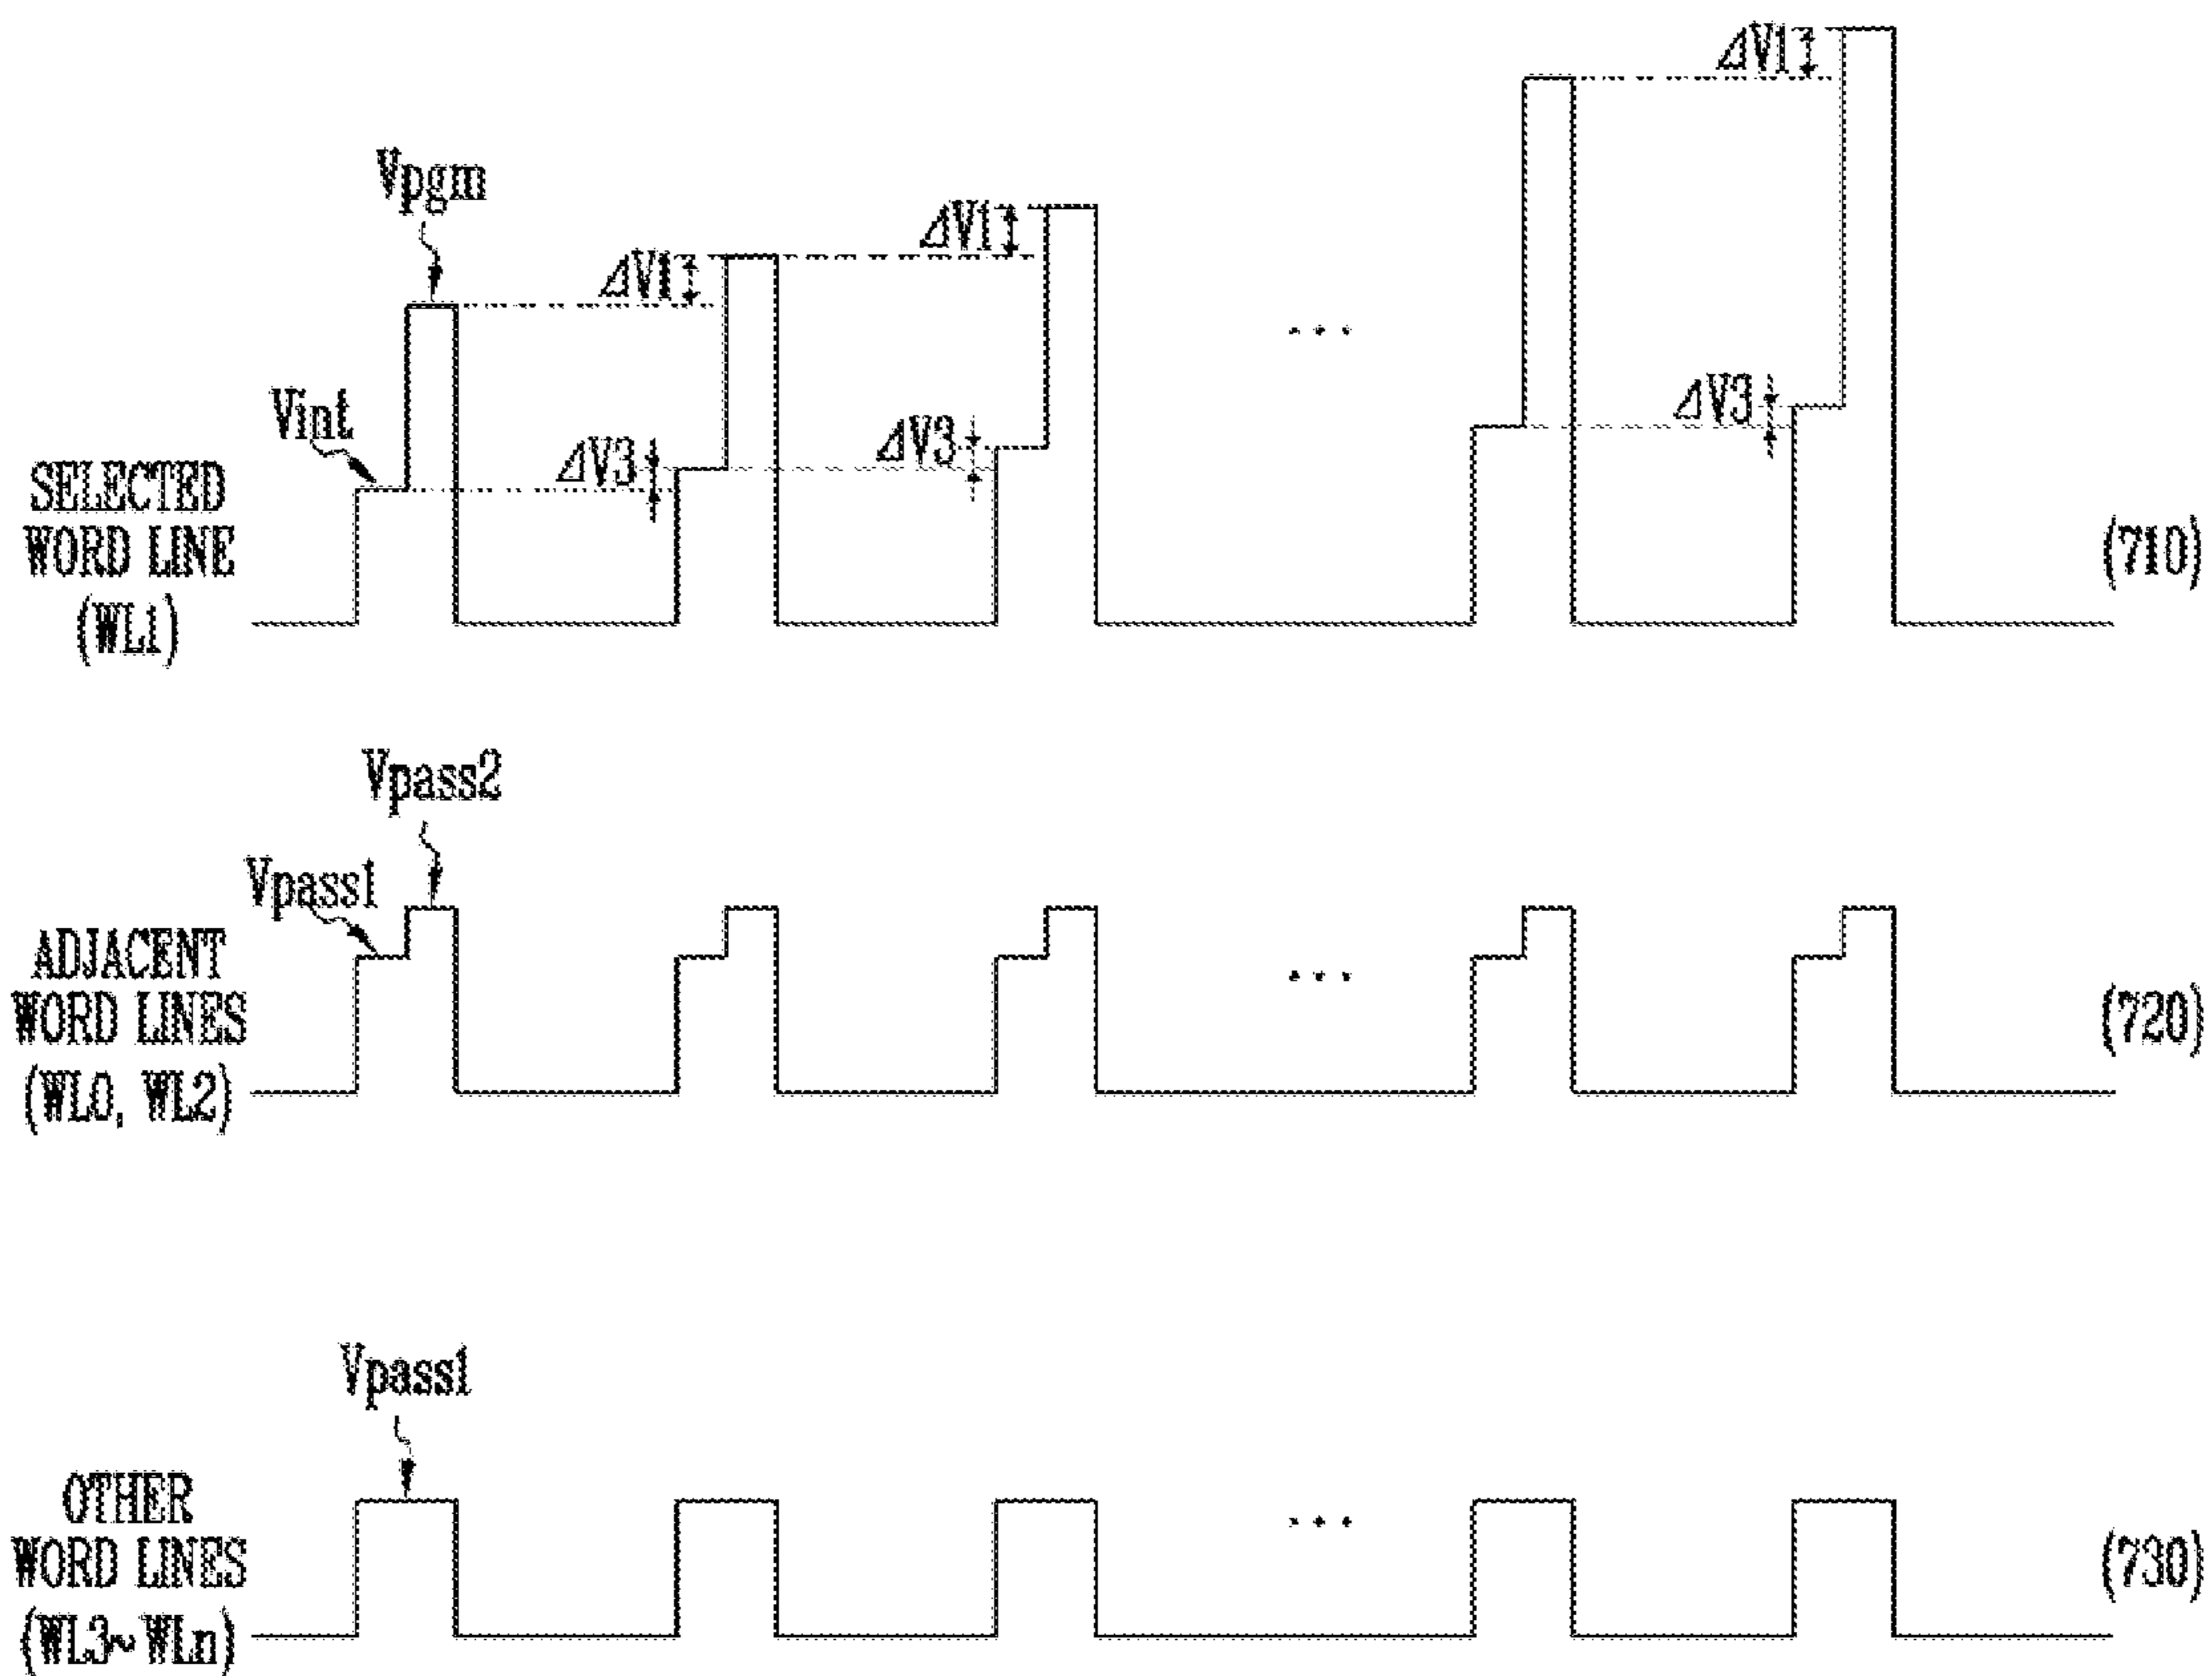 ΔV1
ΔV1
Vpgm
ΔV1
ΔV1
...
Vint
ΔV3
ΔV3
ΔV3
SELECTED
WORD LINE
(WL1)
(710)
Vpass2
Vpass1
ADJACENT
WORD LINES
(WL0, WL2)
...
(720)
Vpass1
OTHER
WORD LINES
(WL3~WLn)
...
(730)